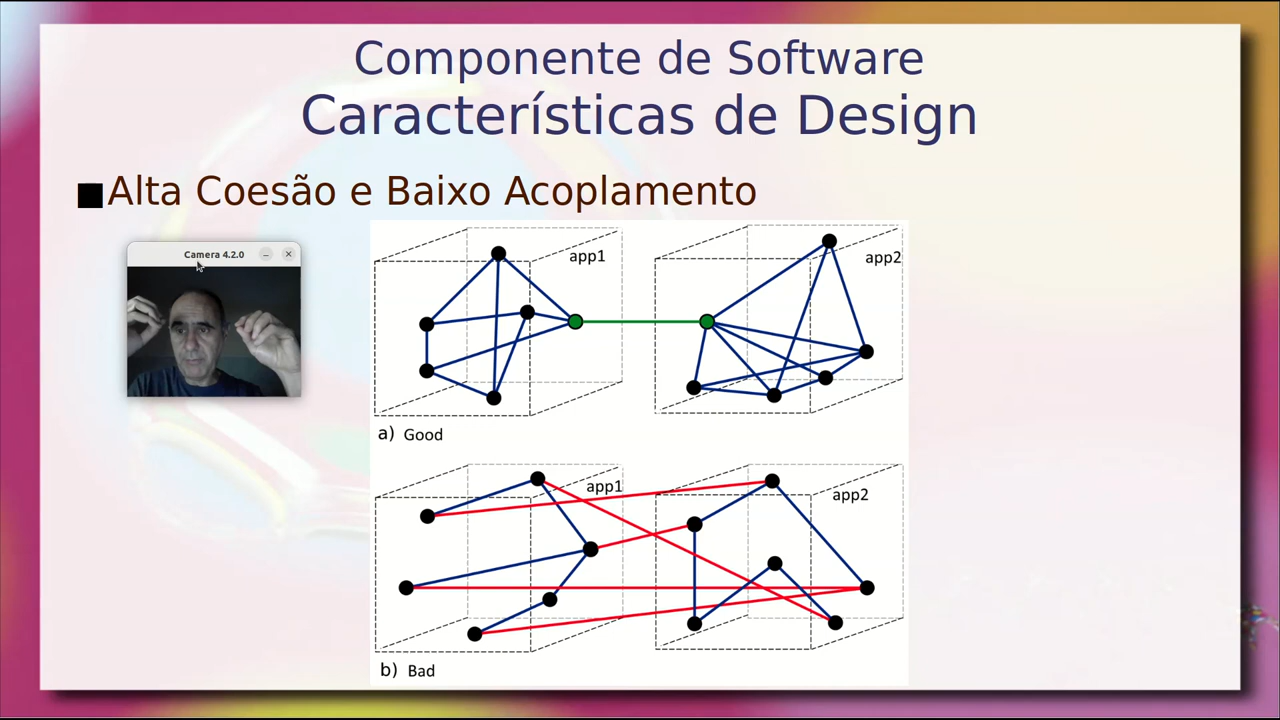 Componente de Software
Características de Design
Alta Coesão e Baixo Acoplamento
Camera 4.2.0
app1
app2
a) Good
app1
app2
b) Bad